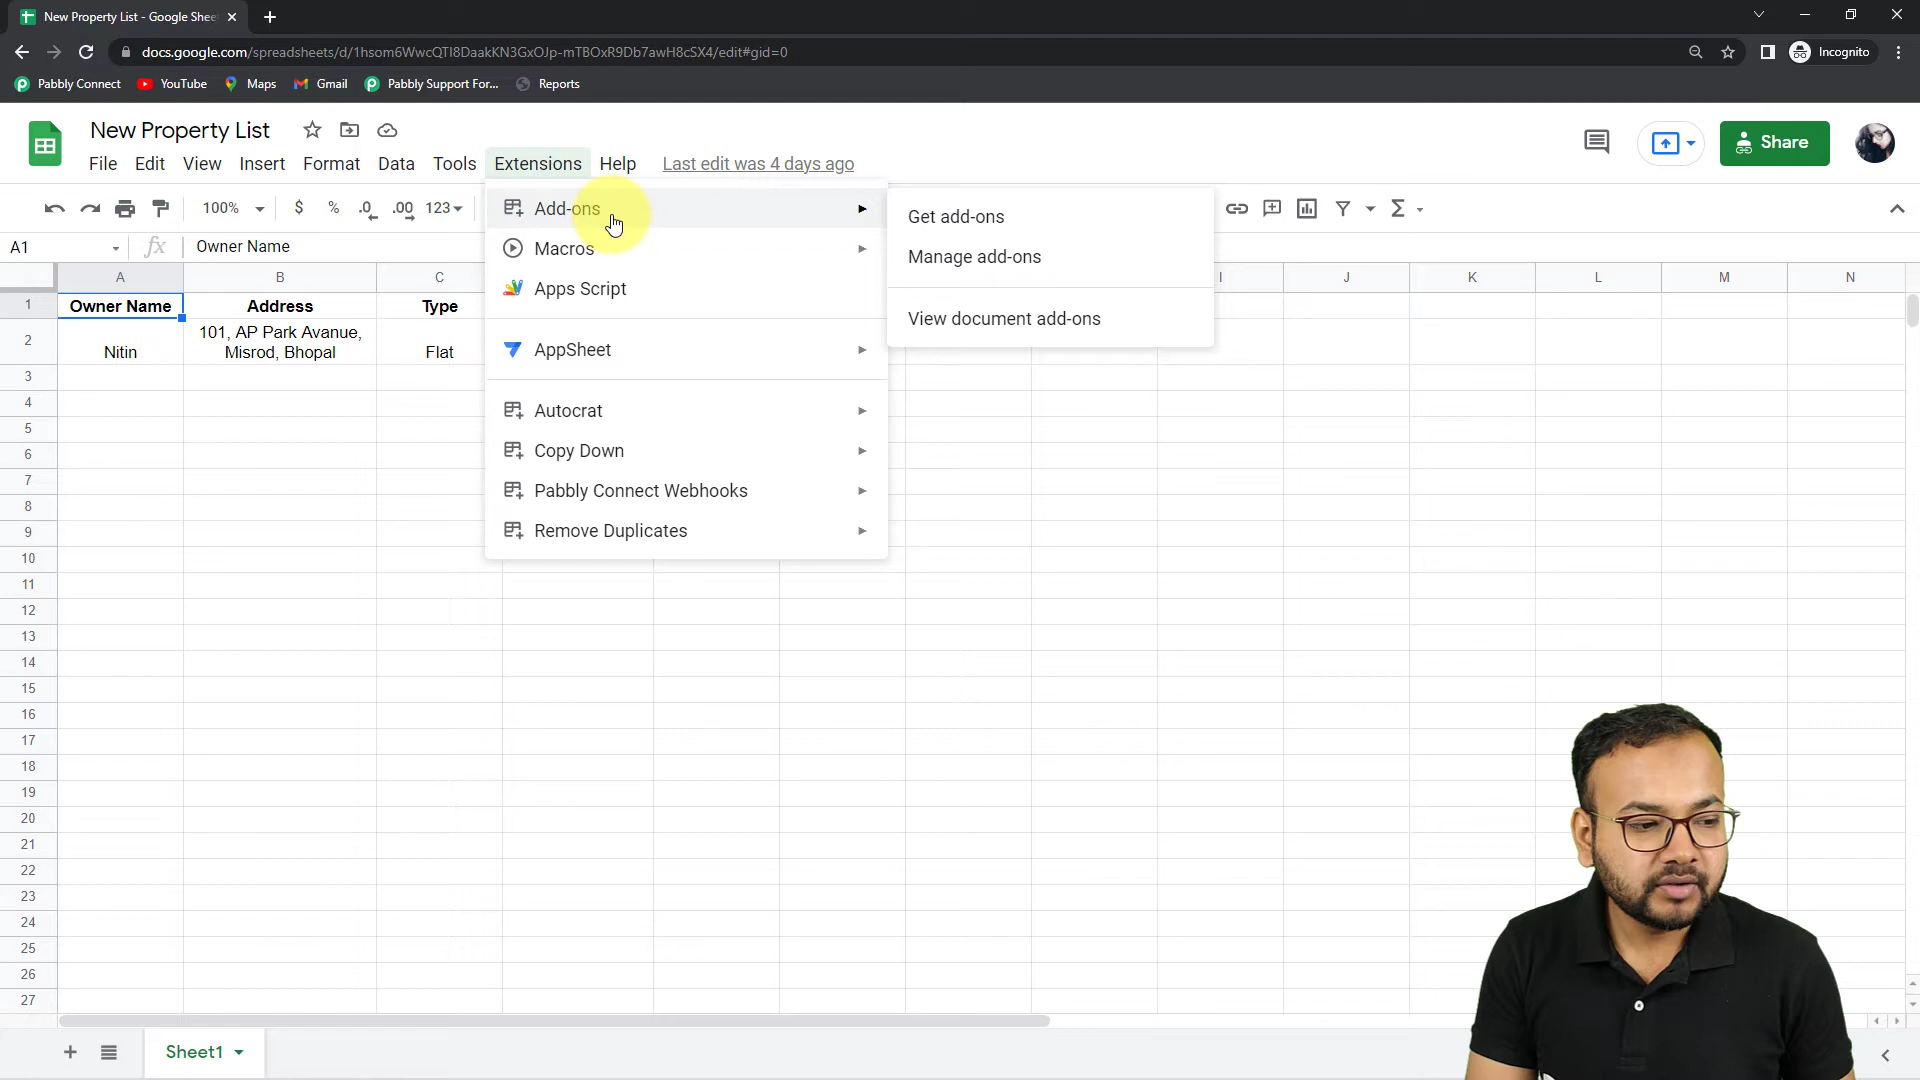 New Property List - Google Shee
docs.google.com/spreadsheets/d/1hsom6WwcQTI8DaakKN3GxOJp-mTBOxR9Db7awH8cSX4/edit#gid=0
Incognito
Pabbly Connect YouTube Maps Gmail Pabbly Support For... Reports
New Property List
File Edit View Insert Format Data Tools Extensions Help Last edit was 4 days ago
Share
100% $ % .0 .00 123
A1 fx Owner Name
Add-ons
Macros
Apps Script
AppSheet
Autocrat
Copy Down
Pabbly Connect Webhooks
Remove Duplicates
Get add-ons
Manage add-ons
View document add-ons
A B C I J K L M N
1 Owner Name Address Type
2 Nitin 101, AP Park Avanue,
Misrod, Bhopal Flat
3
4
5
6
7
8
9
10
11
12
13
14
15
16
17
18
19
20
21
22
23
24
25
26
27
Sheet1